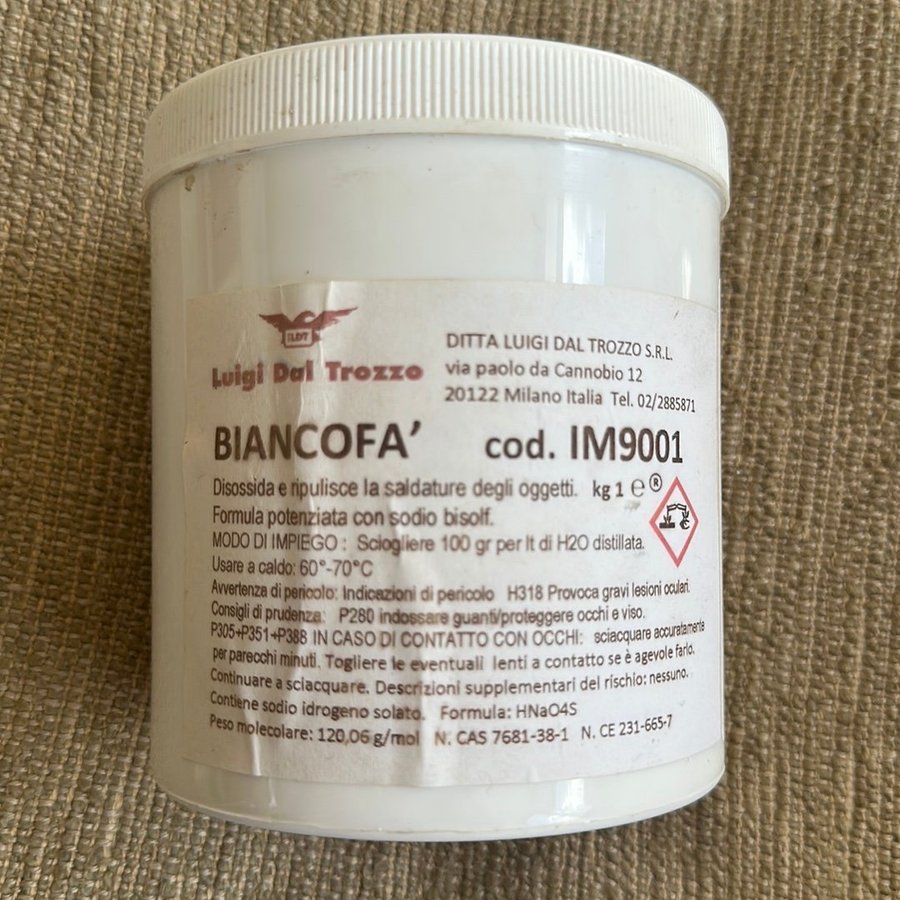 LDT
Luigi Dal Trozzo
DITTA LUIGI DAL TROZZO S.R.L.
via paolo da Cannobio 12
20122 Milano Italia Tel. 02/2885871
BIANCOFA' cod. IM9001
Disossida e ripulisce la saldature degli oggetti. kg 1 e ®
Formula potenziata con sodio bisolf.
MODO DI IMPIEGO : Sciogliere 100 gr per lt di H2O distillata.
Usare a caldo: 60°-70°C
Avvertenza di pericolo: Indicazioni di pericolo H318 Provoca gravi lesioni oculari.
Consigli di prudenza: P280 indossare guanti/proteggere occhi e viso.
P305+P351+P388 IN CASO DI CONTATTO CON OCCHI: sciacquare accuratamente
per parecchi minuti. Togliere le eventuali lenti a contatto se è agevole farlo.
Continuare a sciacquare. Descrizioni supplementari del rischio: nessuno.
Contiene sodio idrogeno solato. Formula: HNaO4S
Peso molecolare: 120,06 g/mol N. CAS 7681-38-1 N. CE 231-665-7